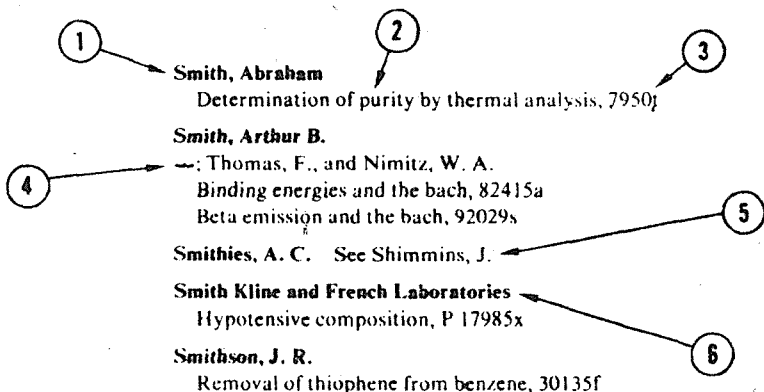 1 2 3
Smith, Abraham
Determination of purity by thermal analysis, 7950j
Smith, Arthur B.
4 —; Thomas, F., and Nimitz, W. A.
Binding energies and the bach, 82415a
Beta emission and the bach, 92029s
5
Smithies, A. C. See Shimmins, J.
Smith Kline and French Laboratories
Hypotensive composition, P 17985x
6
Smithson, J. R.
Removal of thiophene from benzene, 30135f